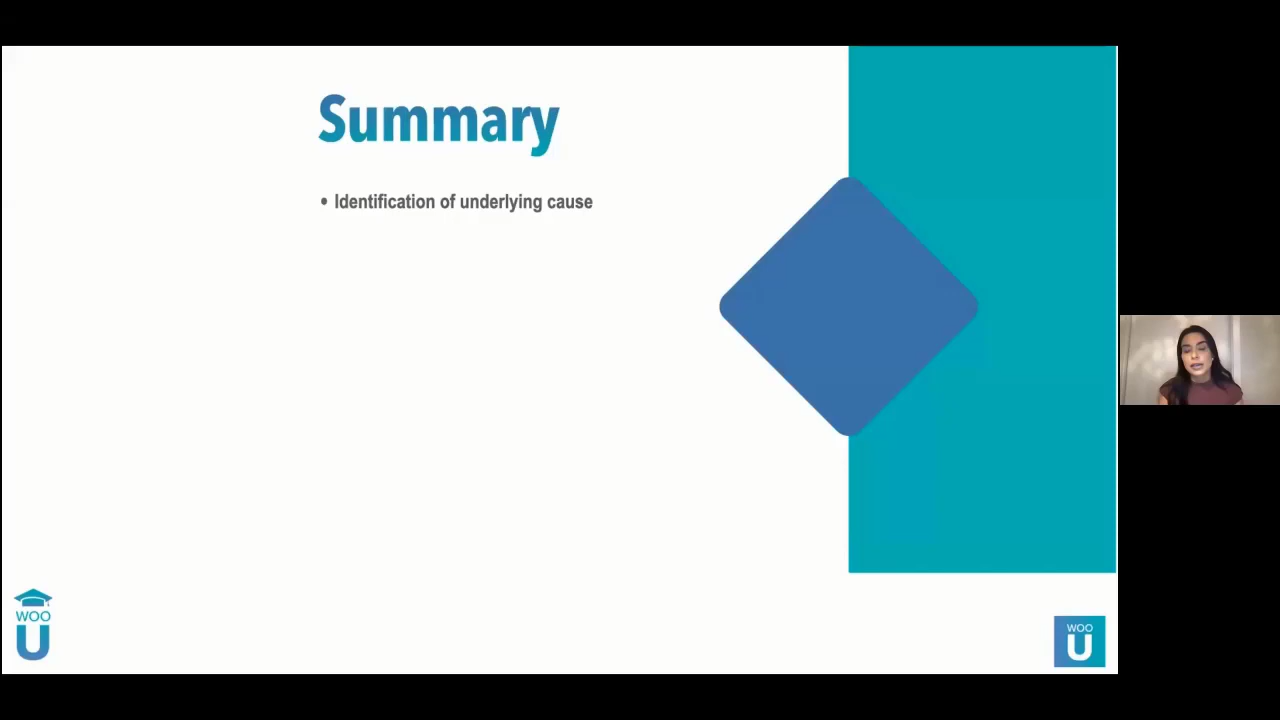 Summary
• Identification of underlying cause
WOO
U
WOO
U